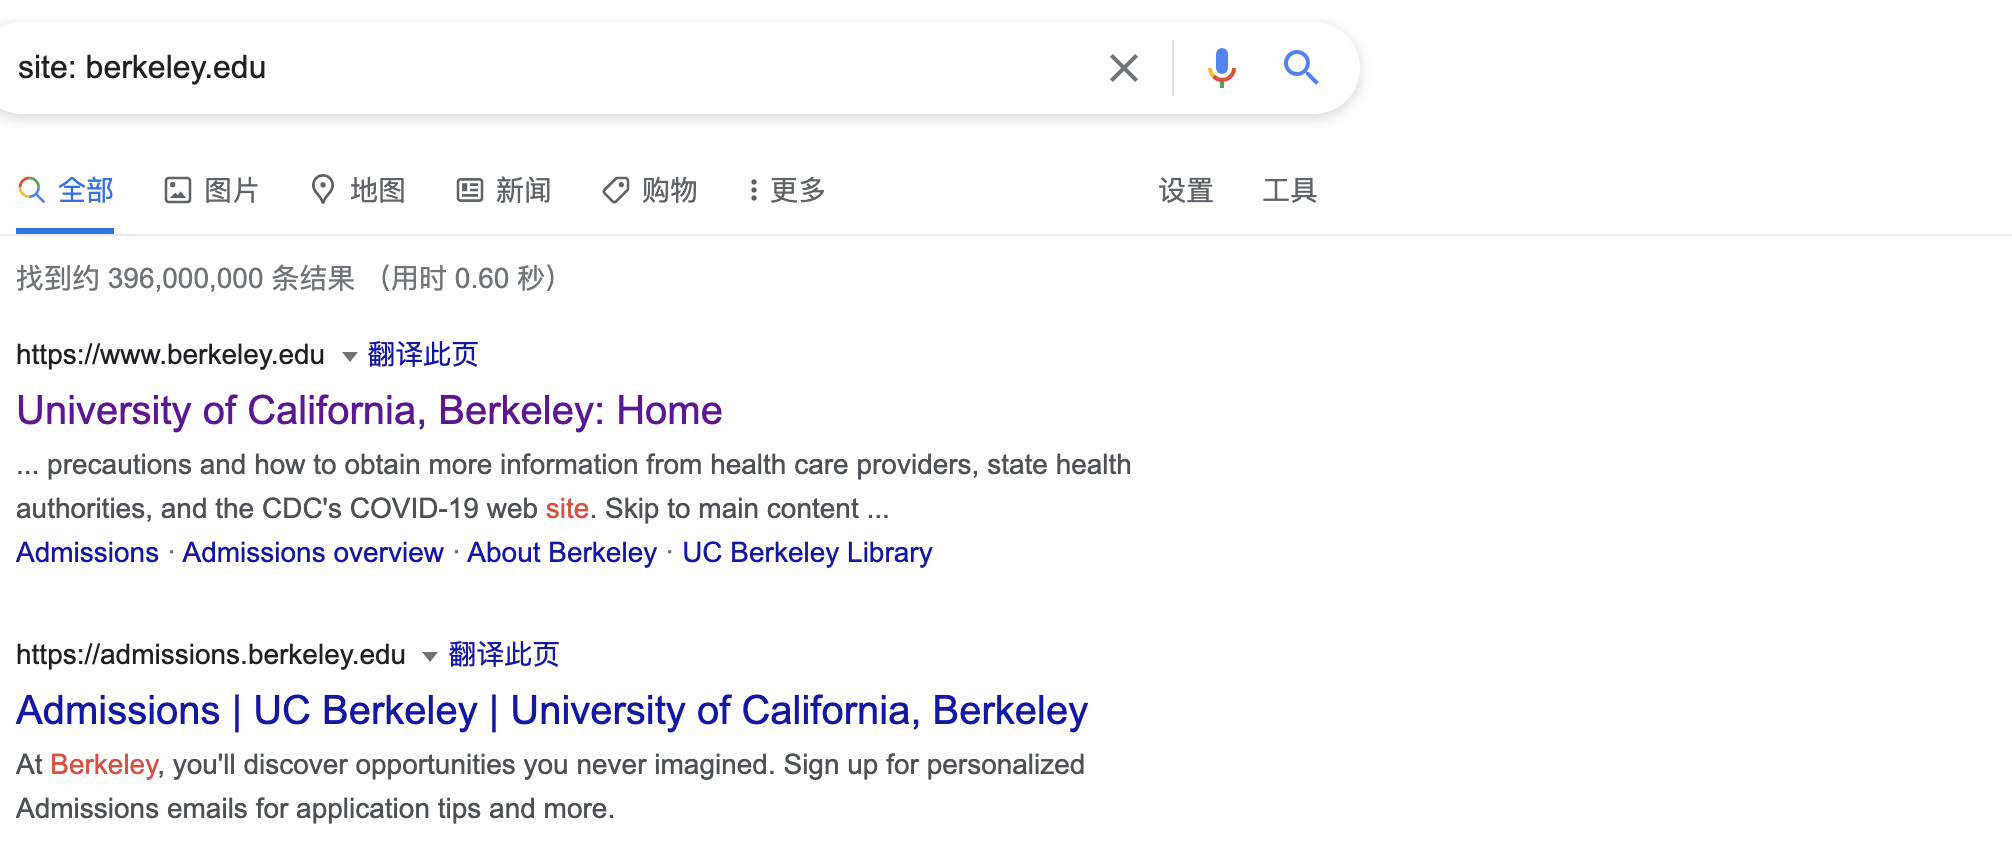 site: berkeley.edu
全部 图片 地图 新闻 购物 更多 设置 工具
找到约 396,000,000 条结果 （用时 0.60 秒）
https://www.berkeley.edu 翻译此页
University of California, Berkeley: Home
... precautions and how to obtain more information from health care providers, state health
authorities, and the CDC's COVID-19 web site. Skip to main content ...
Admissions · Admissions overview · About Berkeley · UC Berkeley Library
https://admissions.berkeley.edu 翻译此页
Admissions | UC Berkeley | University of California, Berkeley
At Berkeley, you'll discover opportunities you never imagined. Sign up for personalized
Admissions emails for application tips and more.